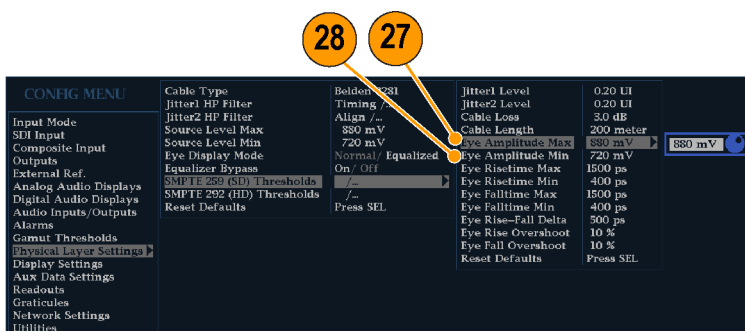 28 27
CONFIG MENU
Input Mode
SDI Input
Composite Input
Outputs
External Ref.
Analog Audio Displays
Digital Audio Displays
Audio Inputs/Outputs
Alarms
Gamut Thresholds
Physical Layer Settings
Display Settings
Aux Data Settings
Readouts
Graticules
Network Settings
Utilities
Cable Type Belden 8281
Jitter1 HP Filter Timing /...
Jitter2 HP Filter Align /...
Source Level Max 880 mV
Source Level Min 720 mV
Eye Display Mode Normal/ Equalized
Equalizer Bypass On/ Off
SMPTE 259 (SD) Thresholds /...
SMPTE 292 (HD) Thresholds /...
Reset Defaults Press SEL
Jitter1 Level 0.20 UI
Jitter2 Level 0.20 UI
Cable Loss 3.0 dB
Cable Length 200 meter
Eye Amplitude Max 880 mV
Eye Amplitude Min 720 mV
Eye Risetime Max 1500 ps
Eye Risetime Min 400 ps
Eye Falltime Max 1500 ps
Eye Falltime Min 400 ps
Eye Rise-Fall Delta 500 ps
Eye Rise Overshoot 10 %
Eye Fall Overshoot 10 %
Reset Defaults Press SEL
880 mV